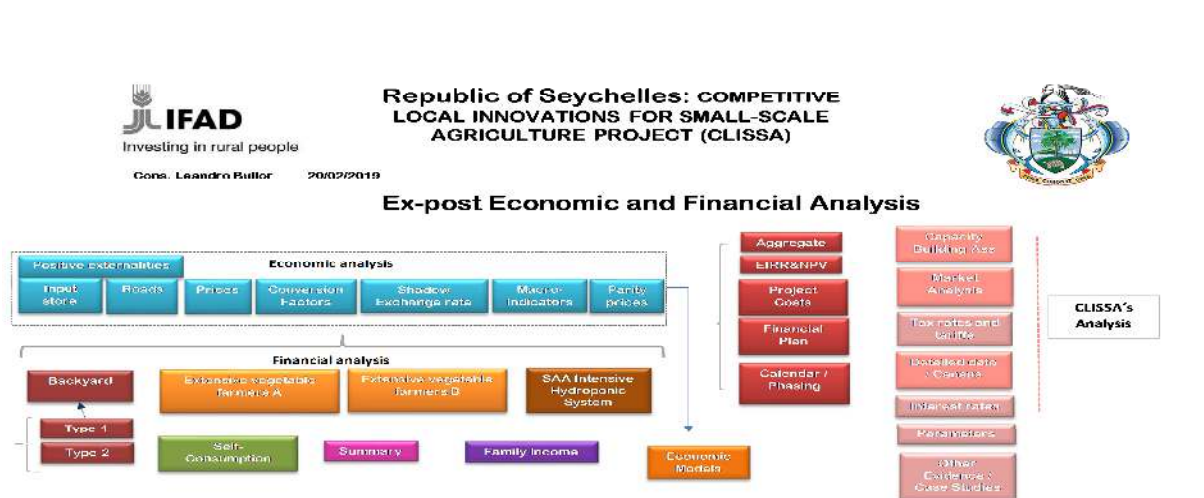 IFAD
Investing in rural people
Republic of Seychelles: COMPETITIVE
LOCAL INNOVATIONS FOR SMALL-SCALE
AGRICULTURE PROJECT (CLISSA)
Cons. Leandro Bullor 20/02/2019
Ex-post Economic and Financial Analysis
Positive externalities
Economic analysis
Input
store
Roads
Prices
Conversion
Factors
Shadow
Exchange rate
Macro-
indicators
Parity
prices
Financial analysis
Backyard
Extensive vegetable
farmers A
Extensive vegetable
farmers B
SAA Intensive
Hydroponic
System
Type 1
Type 2
Self-
Consumption
Summary
Family Income
Economic
Models
Aggregate
EIRR&NPV
Project
Costs
Financial
Plan
Calendar /
Phasing
Capacity
Building Ass
Market
Analysis
Tax rates and
Detailed data
/ Census
Interest rates
Parameters
Other
Evidence /
Case Studies
CLISSA´s
Analysis